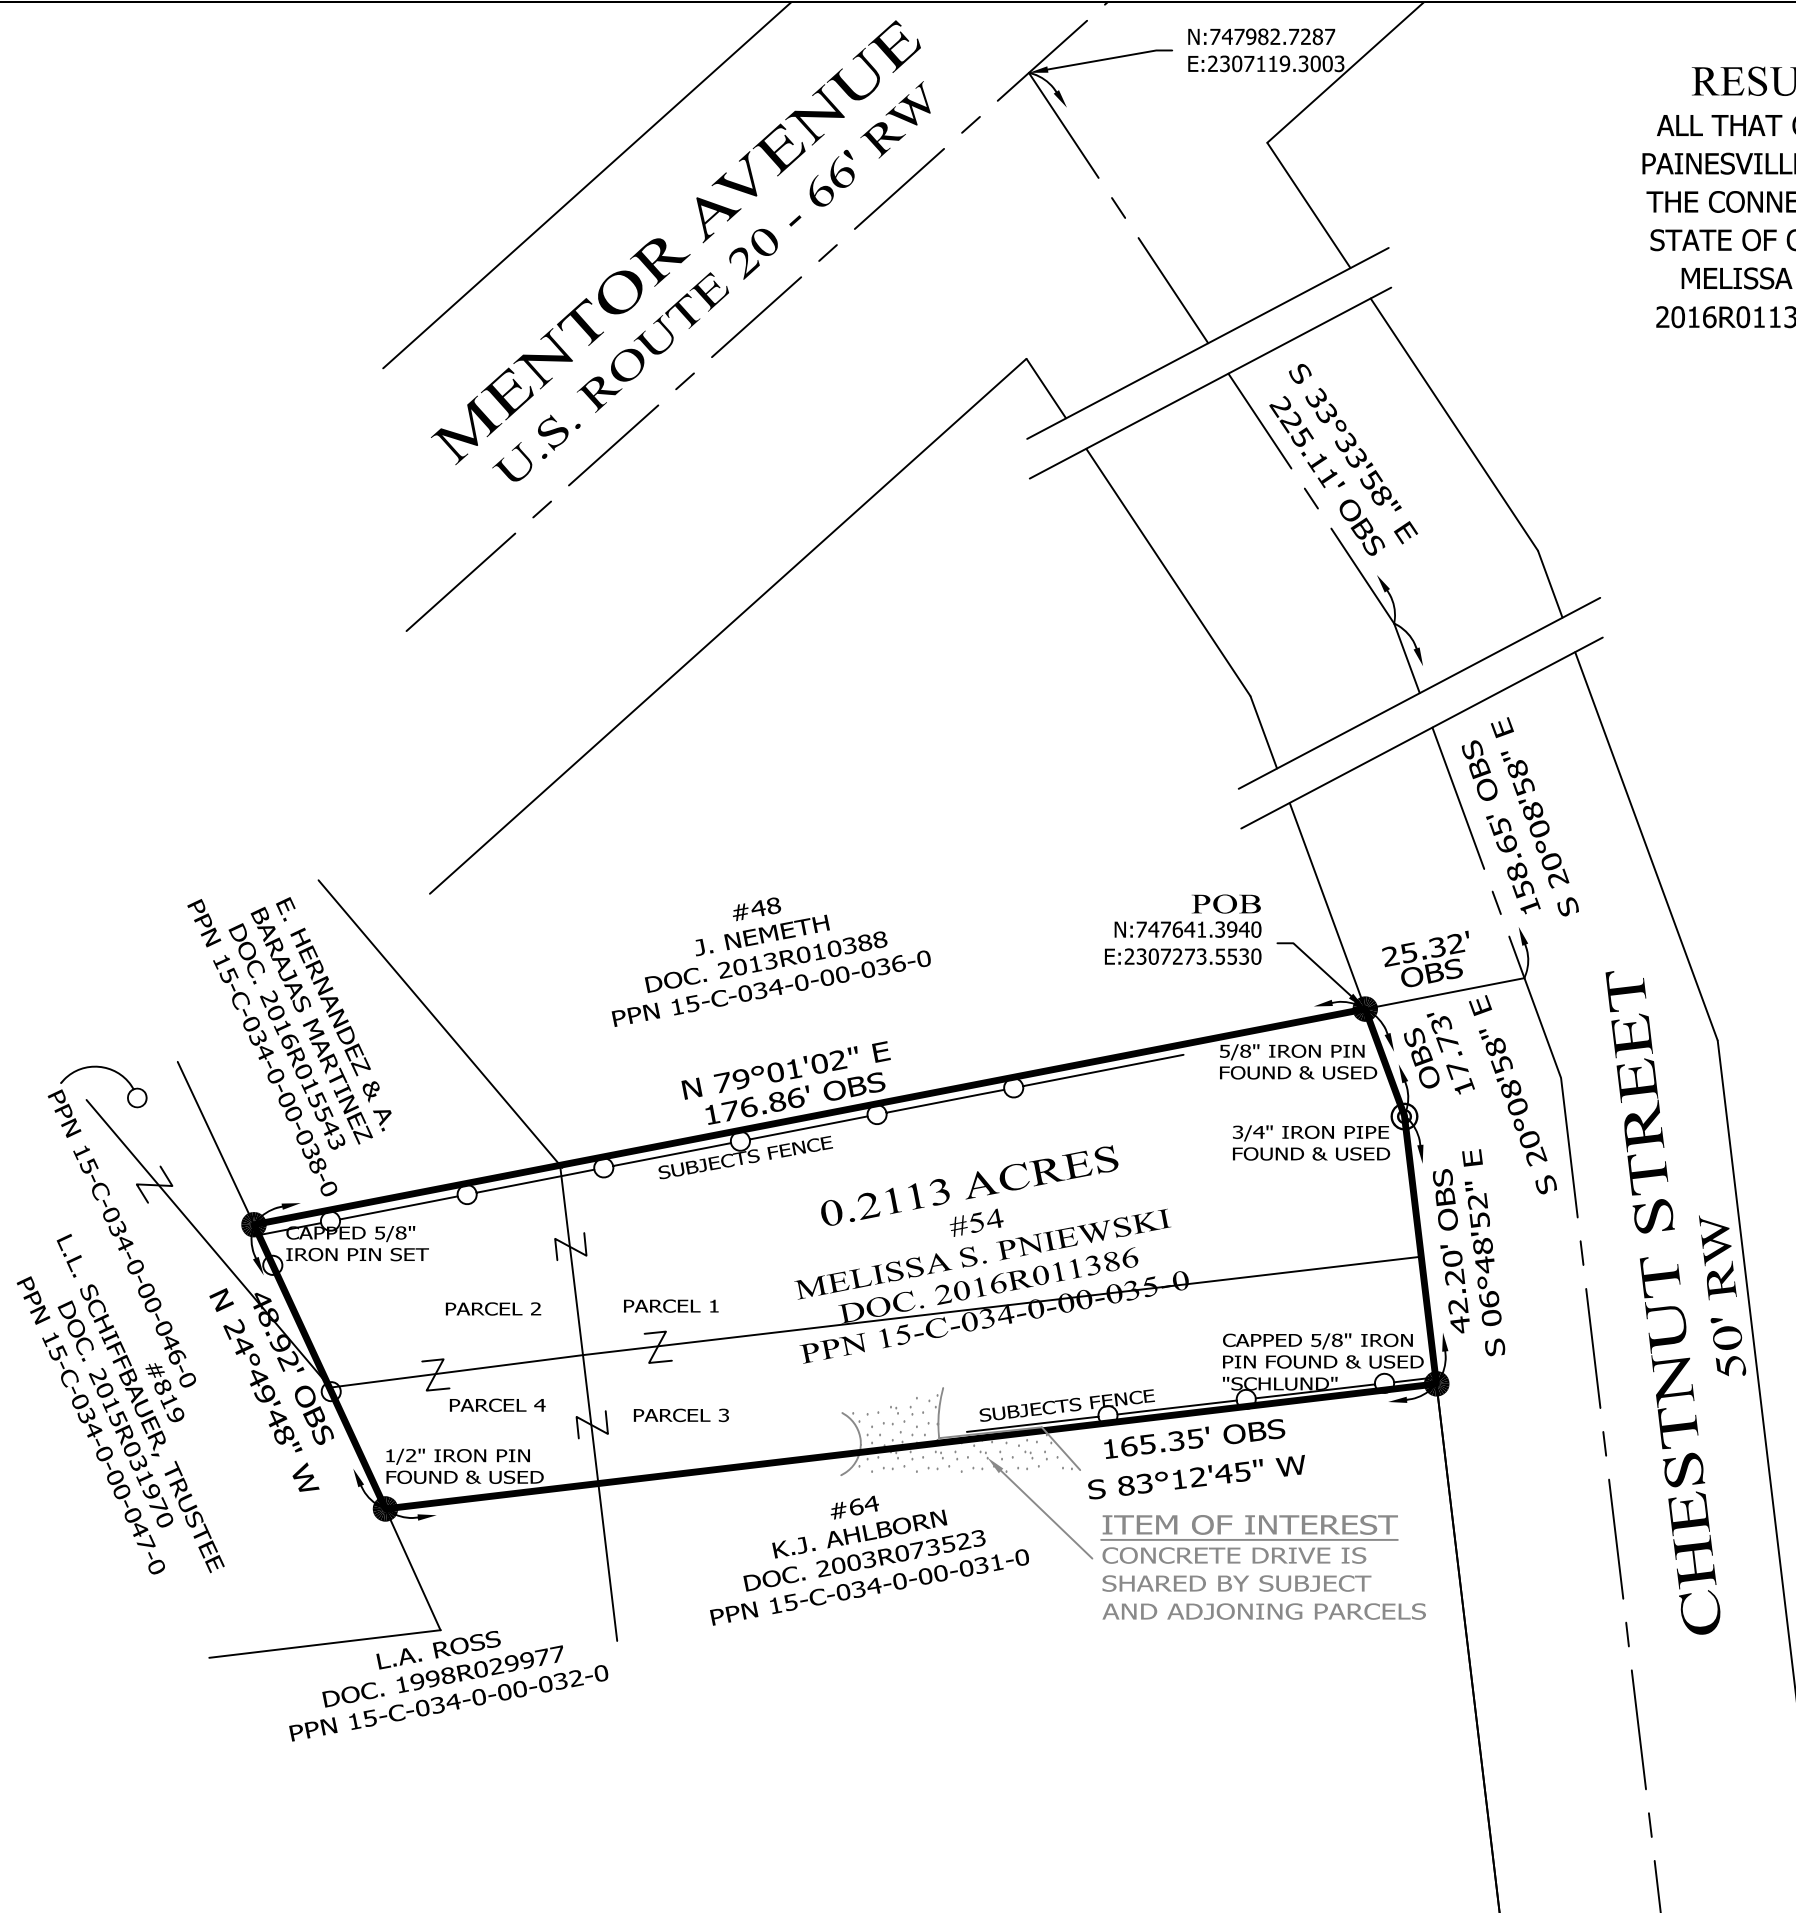 N:747982.7287
E:2307119.3003
MENTOR AVENUE
U.S. ROUTE 20 - 66' RW
RESU
ALL THAT
PAINESVILL
THE CONNE
STATE OF
MELISSA
2016R0113
S 33°33'58" E
225.11' OBS
158.65' OBS
S 20°08'58" E
POB
N:747641.3940
E:2307273.5530
25.32'
OBS
#48
J. NEMETH
DOC. 2013R010388
PPN 15-C-034-0-00-036-0
E. HERNANDEZ & A.
BARAJAS MARTINEZ
DOC. 2016R015543
PPN 15-C-034-0-00-038-0
N 79°01'02" E
176.86' OBS
SUBJECTS FENCE
5/8" IRON PIN
FOUND & USED
OBS
17.73'
S 20°08'58" E
3/4" IRON PIPE
FOUND & USED
42.20' OBS
S 06°48'52" E
CHESTNUT STREET
50' RW
0.2113 ACRES
#54
MELISSA S. PNIEWSKI
DOC. 2016R011386
PPN 15-C-034-0-00-035-0
CAPPED 5/8"
IRON PIN SET
PPN 15-C-034-0-00-046-0
#819
L.L. SCHIFFBAUER, TRUSTEE
DOC. 2015R031970
PPN 15-C-034-0-00-047-0
48.92' OBS
N 24°49'48" W
PARCEL 2
PARCEL 1
PARCEL 4
PARCEL 3
CAPPED 5/8" IRON
PIN FOUND & USED
"SCHLUND"
SUBJECTS FENCE
1/2" IRON PIN
FOUND & USED
165.35' OBS
S 83°12'45" W
#64
K.J. AHLBORN
DOC. 2003R073523
PPN 15-C-034-0-00-031-0
ITEM OF INTEREST
CONCRETE DRIVE IS
SHARED BY SUBJECT
AND ADJONING PARCELS
L.A. ROSS
DOC. 1998R029977
PPN 15-C-034-0-00-032-0